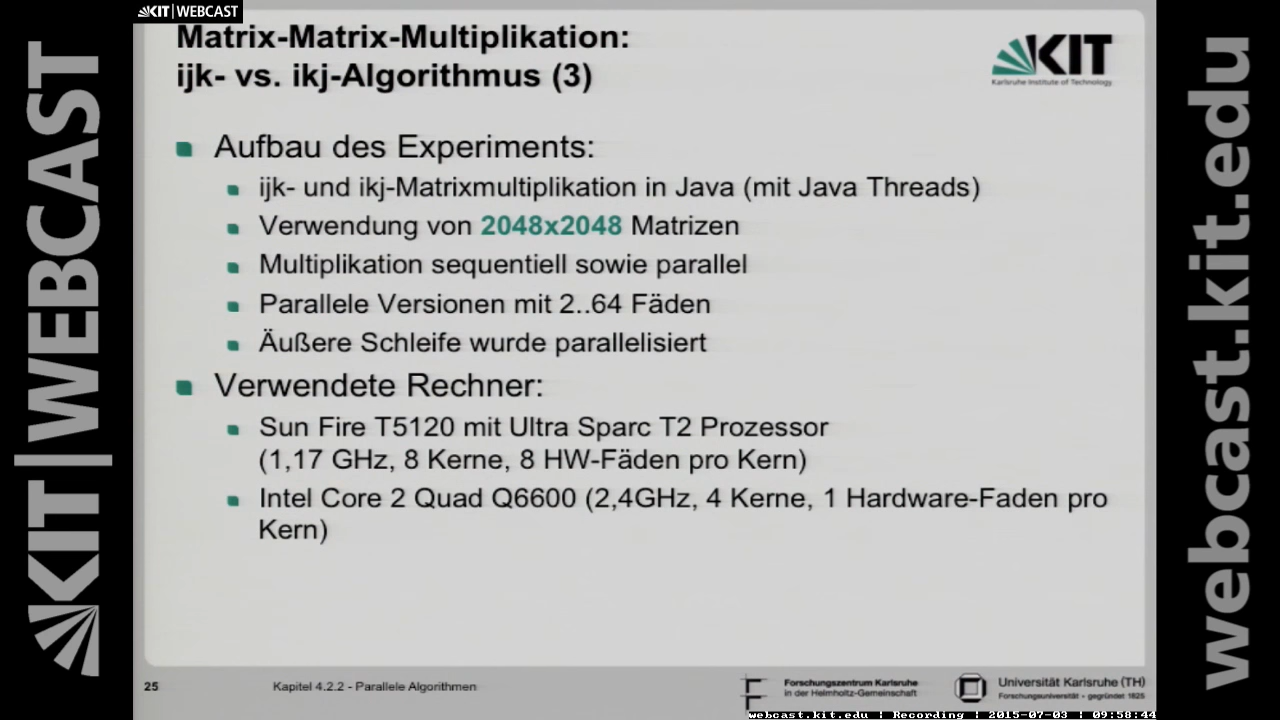 KIT | WEBCAST
KIT|WEBCAST
webcast.kit.edu
Matrix-Matrix-Multiplikation:
ijk- vs. ikj-Algorithmus (3)
KIT
Karlsruhe Institute of Technology
Aufbau des Experiments:
ijk- und ikj-Matrixmultiplikation in Java (mit Java Threads)
Verwendung von 2048x2048 Matrizen
Multiplikation sequentiell sowie parallel
Parallele Versionen mit 2..64 Fäden
Äußere Schleife wurde parallelisiert
Verwendete Rechner:
Sun Fire T5120 mit Ultra Sparc T2 Prozessor
(1,17 GHz, 8 Kerne, 8 HW-Fäden pro Kern)
Intel Core 2 Quad Q6600 (2,4GHz, 4 Kerne, 1 Hardware-Faden pro
Kern)
25
Kapitel 4.2.2 - Parallele Algorithmen
Forschungszentrum Karlsruhe
in der Helmholtz-Gemeinschaft
Universität Karlsruhe (TH)
Forschungsuniversität - gegründet 1825
webcast.kit.edu | Recording | 2015-07-03 | 09:58:44